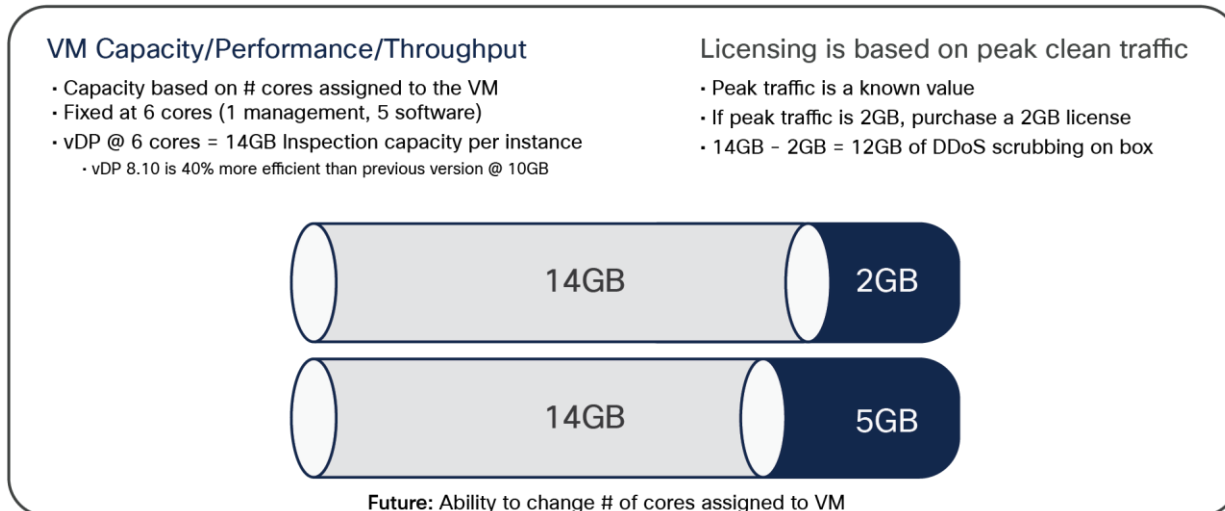 VM Capacity/Performance/Throughput
· Capacity based on # cores assigned to the VM
· Fixed at 6 cores (1 management, 5 software)
· vDP @ 6 cores = 14GB Inspection capacity per instance
· vDP 8.10 is 40% more efficient than previous version @ 10GB
Licensing is based on peak clean traffic
· Peak traffic is a known value
· If peak traffic is 2GB, purchase a 2GB license
· 14GB – 2GB = 12GB of DDoS scrubbing on box
14GB 2GB
14GB 5GB
Future: Ability to change # of cores assigned to VM